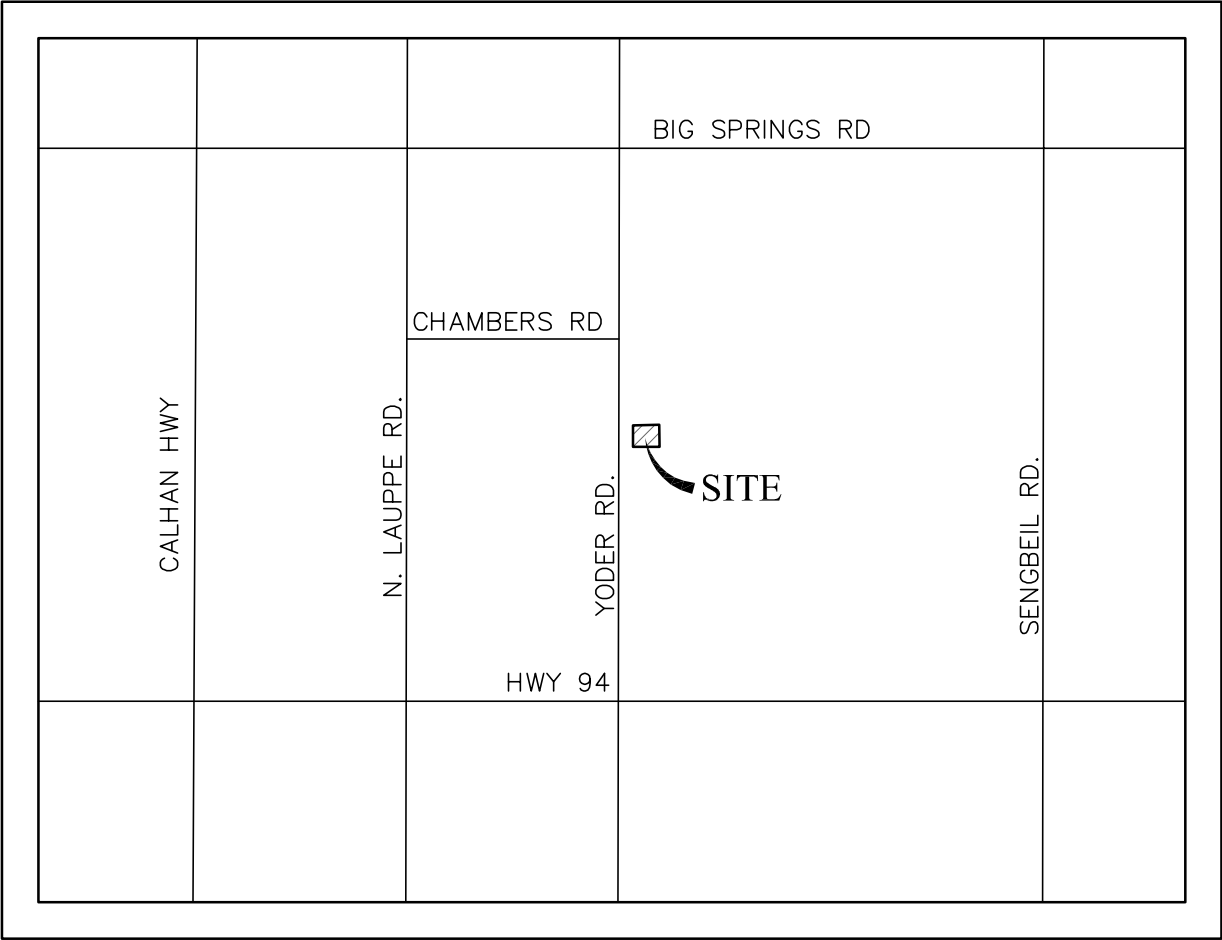 BIG SPRINGS RD
CHAMBERS RD
CALHAN HWY
N. LAUPPE RD.
YODER RD.
SITE
SENGBEIL RD.
HWY 94